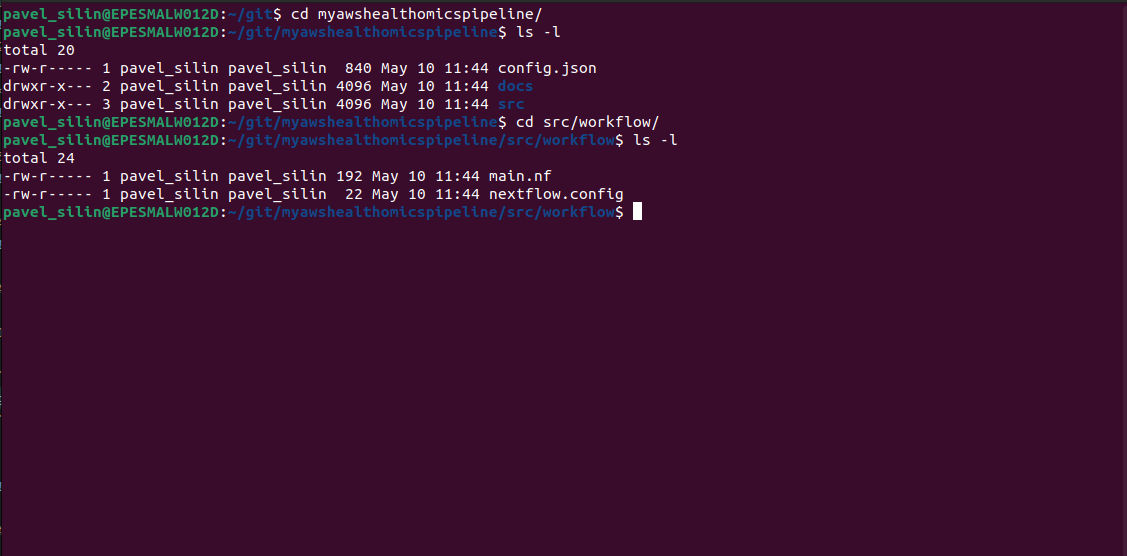 pavel_silin@EPESMALW012D:~/git$ cd myawshealthomicspipeline/
pavel_silin@EPESMALW012D:~/git/myawshealthomicspipeline$ ls -l
total 20
-rw-r----- 1 pavel_silin pavel_silin  840 May 10 11:44 config.json
drwxr-x--- 2 pavel_silin pavel_silin 4096 May 10 11:44 docs
drwxr-x--- 3 pavel_silin pavel_silin 4096 May 10 11:44 src
pavel_silin@EPESMALW012D:~/git/myawshealthomicspipeline$ cd src/workflow/
pavel_silin@EPESMALW012D:~/git/myawshealthomicspipeline/src/workflow$ ls -l
total 24
-rw-r----- 1 pavel_silin pavel_silin 192 May 10 11:44 main.nf
-rw-r----- 1 pavel_silin pavel_silin  22 May 10 11:44 nextflow.config
pavel_silin@EPESMALW012D:~/git/myawshealthomicspipeline/src/workflow$